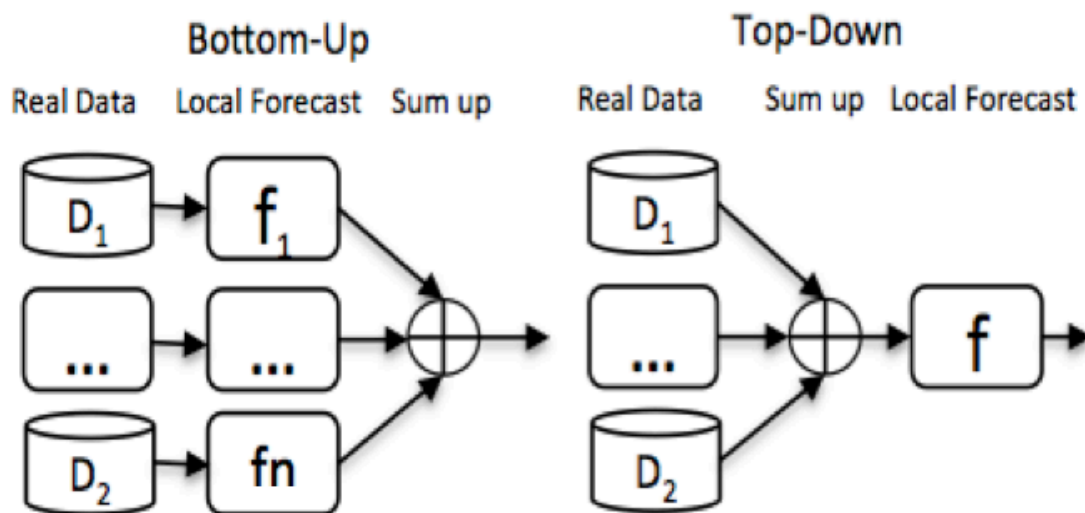 Bottom-Up
Real Data Local Forecast Sum up
D₁ f₁
... ...
D₂ fn
Top-Down
Real Data Sum up Local Forecast
D₁
... f
D₂